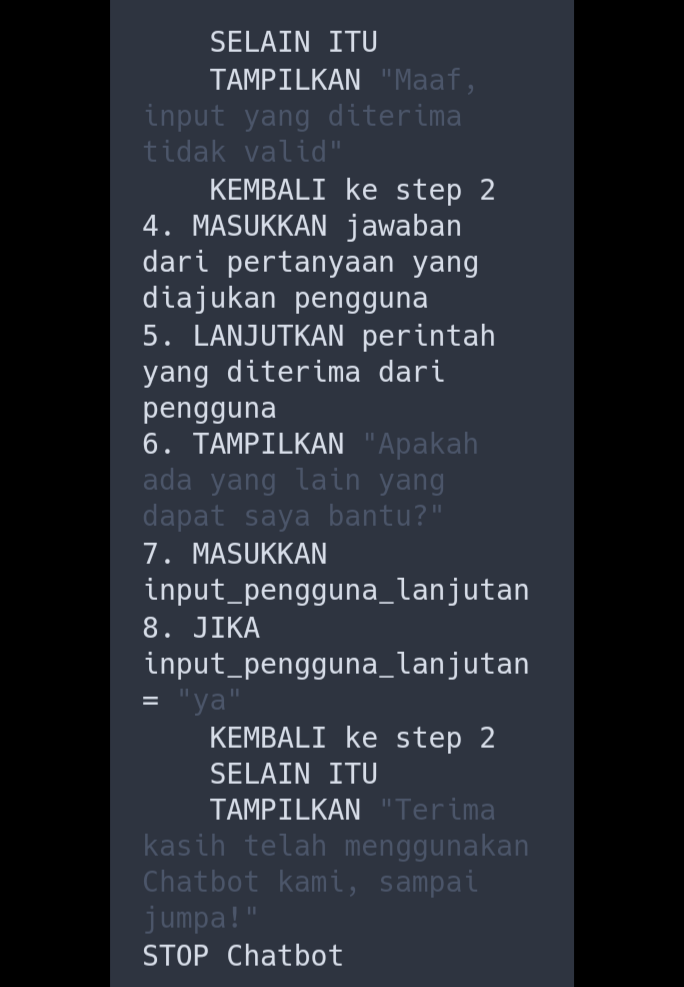 SELAIN ITU
TAMPILKAN "Maaf,
input yang diterima
tidak valid"
KEMBALI ke step 2
4. MASUKKAN jawaban
dari pertanyaan yang
diajukan pengguna
5. LANJUTKAN perintah
yang diterima dari
pengguna
6. TAMPILKAN "Apakah
ada yang lain yang
dapat saya bantu?"
7. MASUKKAN
input_pengguna_lanjutan
8. JIKA
input_pengguna_lanjutan
= "ya"
KEMBALI ke step 2
SELAIN ITU
TAMPILKAN "Terima
kasih telah menggunakan
Chatbot kami, sampai
jumpa!"
STOP Chatbot